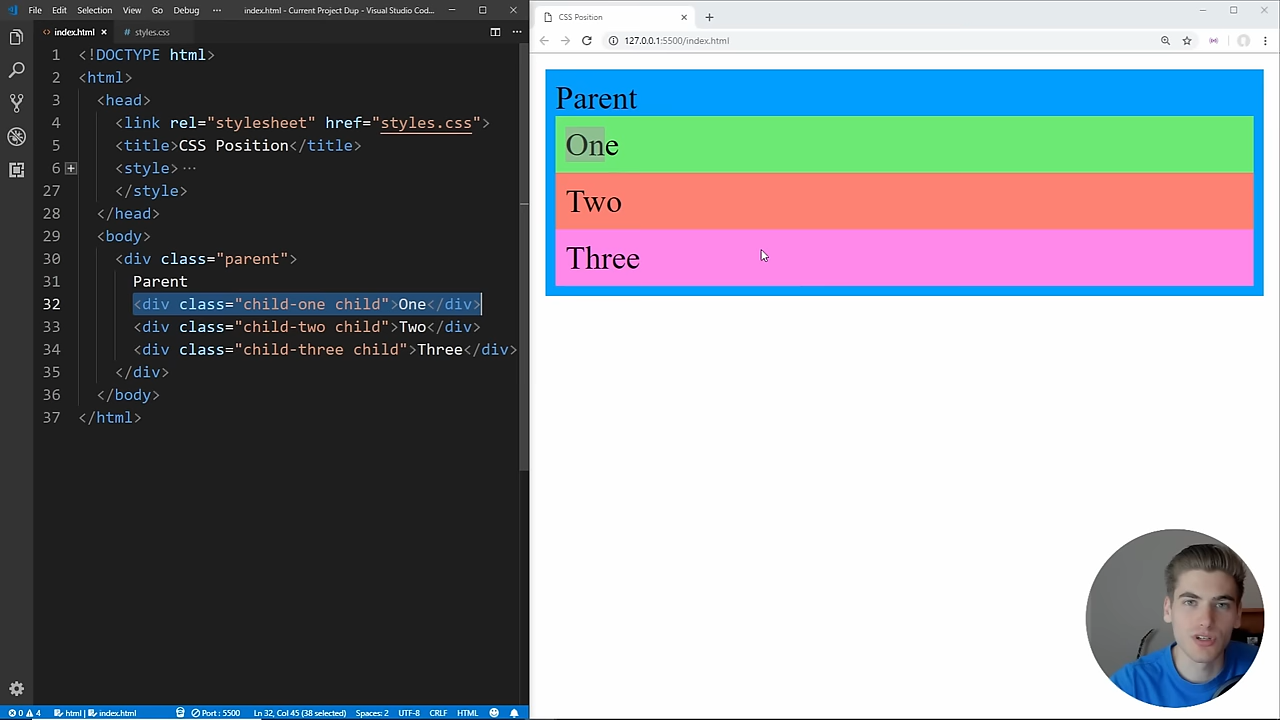 File Edit Selection View Go Debug ··· index.html - Current Project Dup - Visual Studio Cod...
index.html × # styles.css
1 <!DOCTYPE html>
2 <html>
3 <head>
4 <link rel="stylesheet" href="styles.css">
5 <title>CSS Position</title>
6 <style>···
27 </style>
28 </head>
29 <body>
30 <div class="parent">
31 Parent
32 <div class="child-one child">One</div>
33 <div class="child-two child">Two</div>
34 <div class="child-three child">Three</div>
35 </div>
36 </body>
37 </html>
0 4 html | index.html Port : 5500 Ln 32, Col 45 (38 selected) Spaces: 2 UTF-8 CRLF HTML
CSS Position
127.0.0.1:5500/index.html
Parent
One
Two
Three